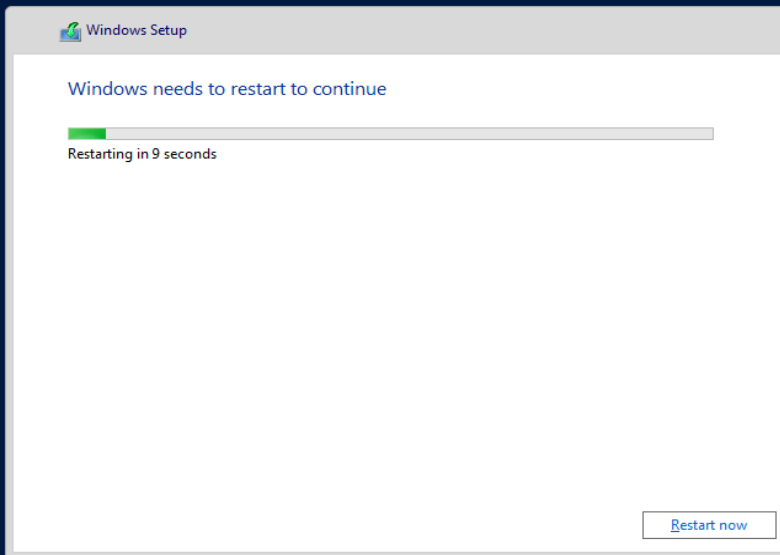 Windows Setup
Windows needs to restart to continue
Restarting in 9 seconds
Restart now